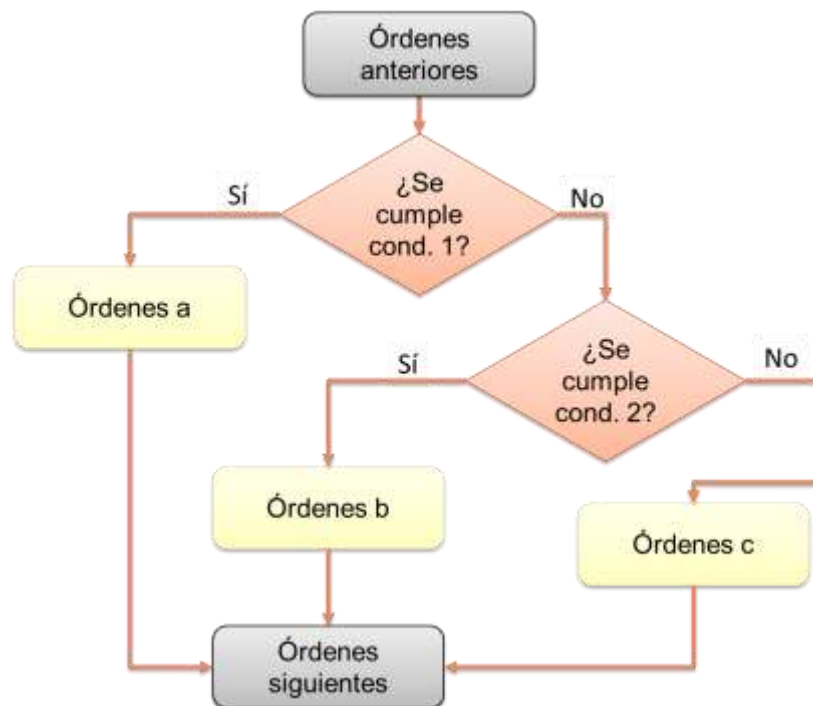 Órdenes
anteriores
¿Se
cumple
cond. 1?
Sí
No
Órdenes a
¿Se
cumple
cond. 2?
Sí
No
Órdenes b
Órdenes c
Órdenes
siguientes